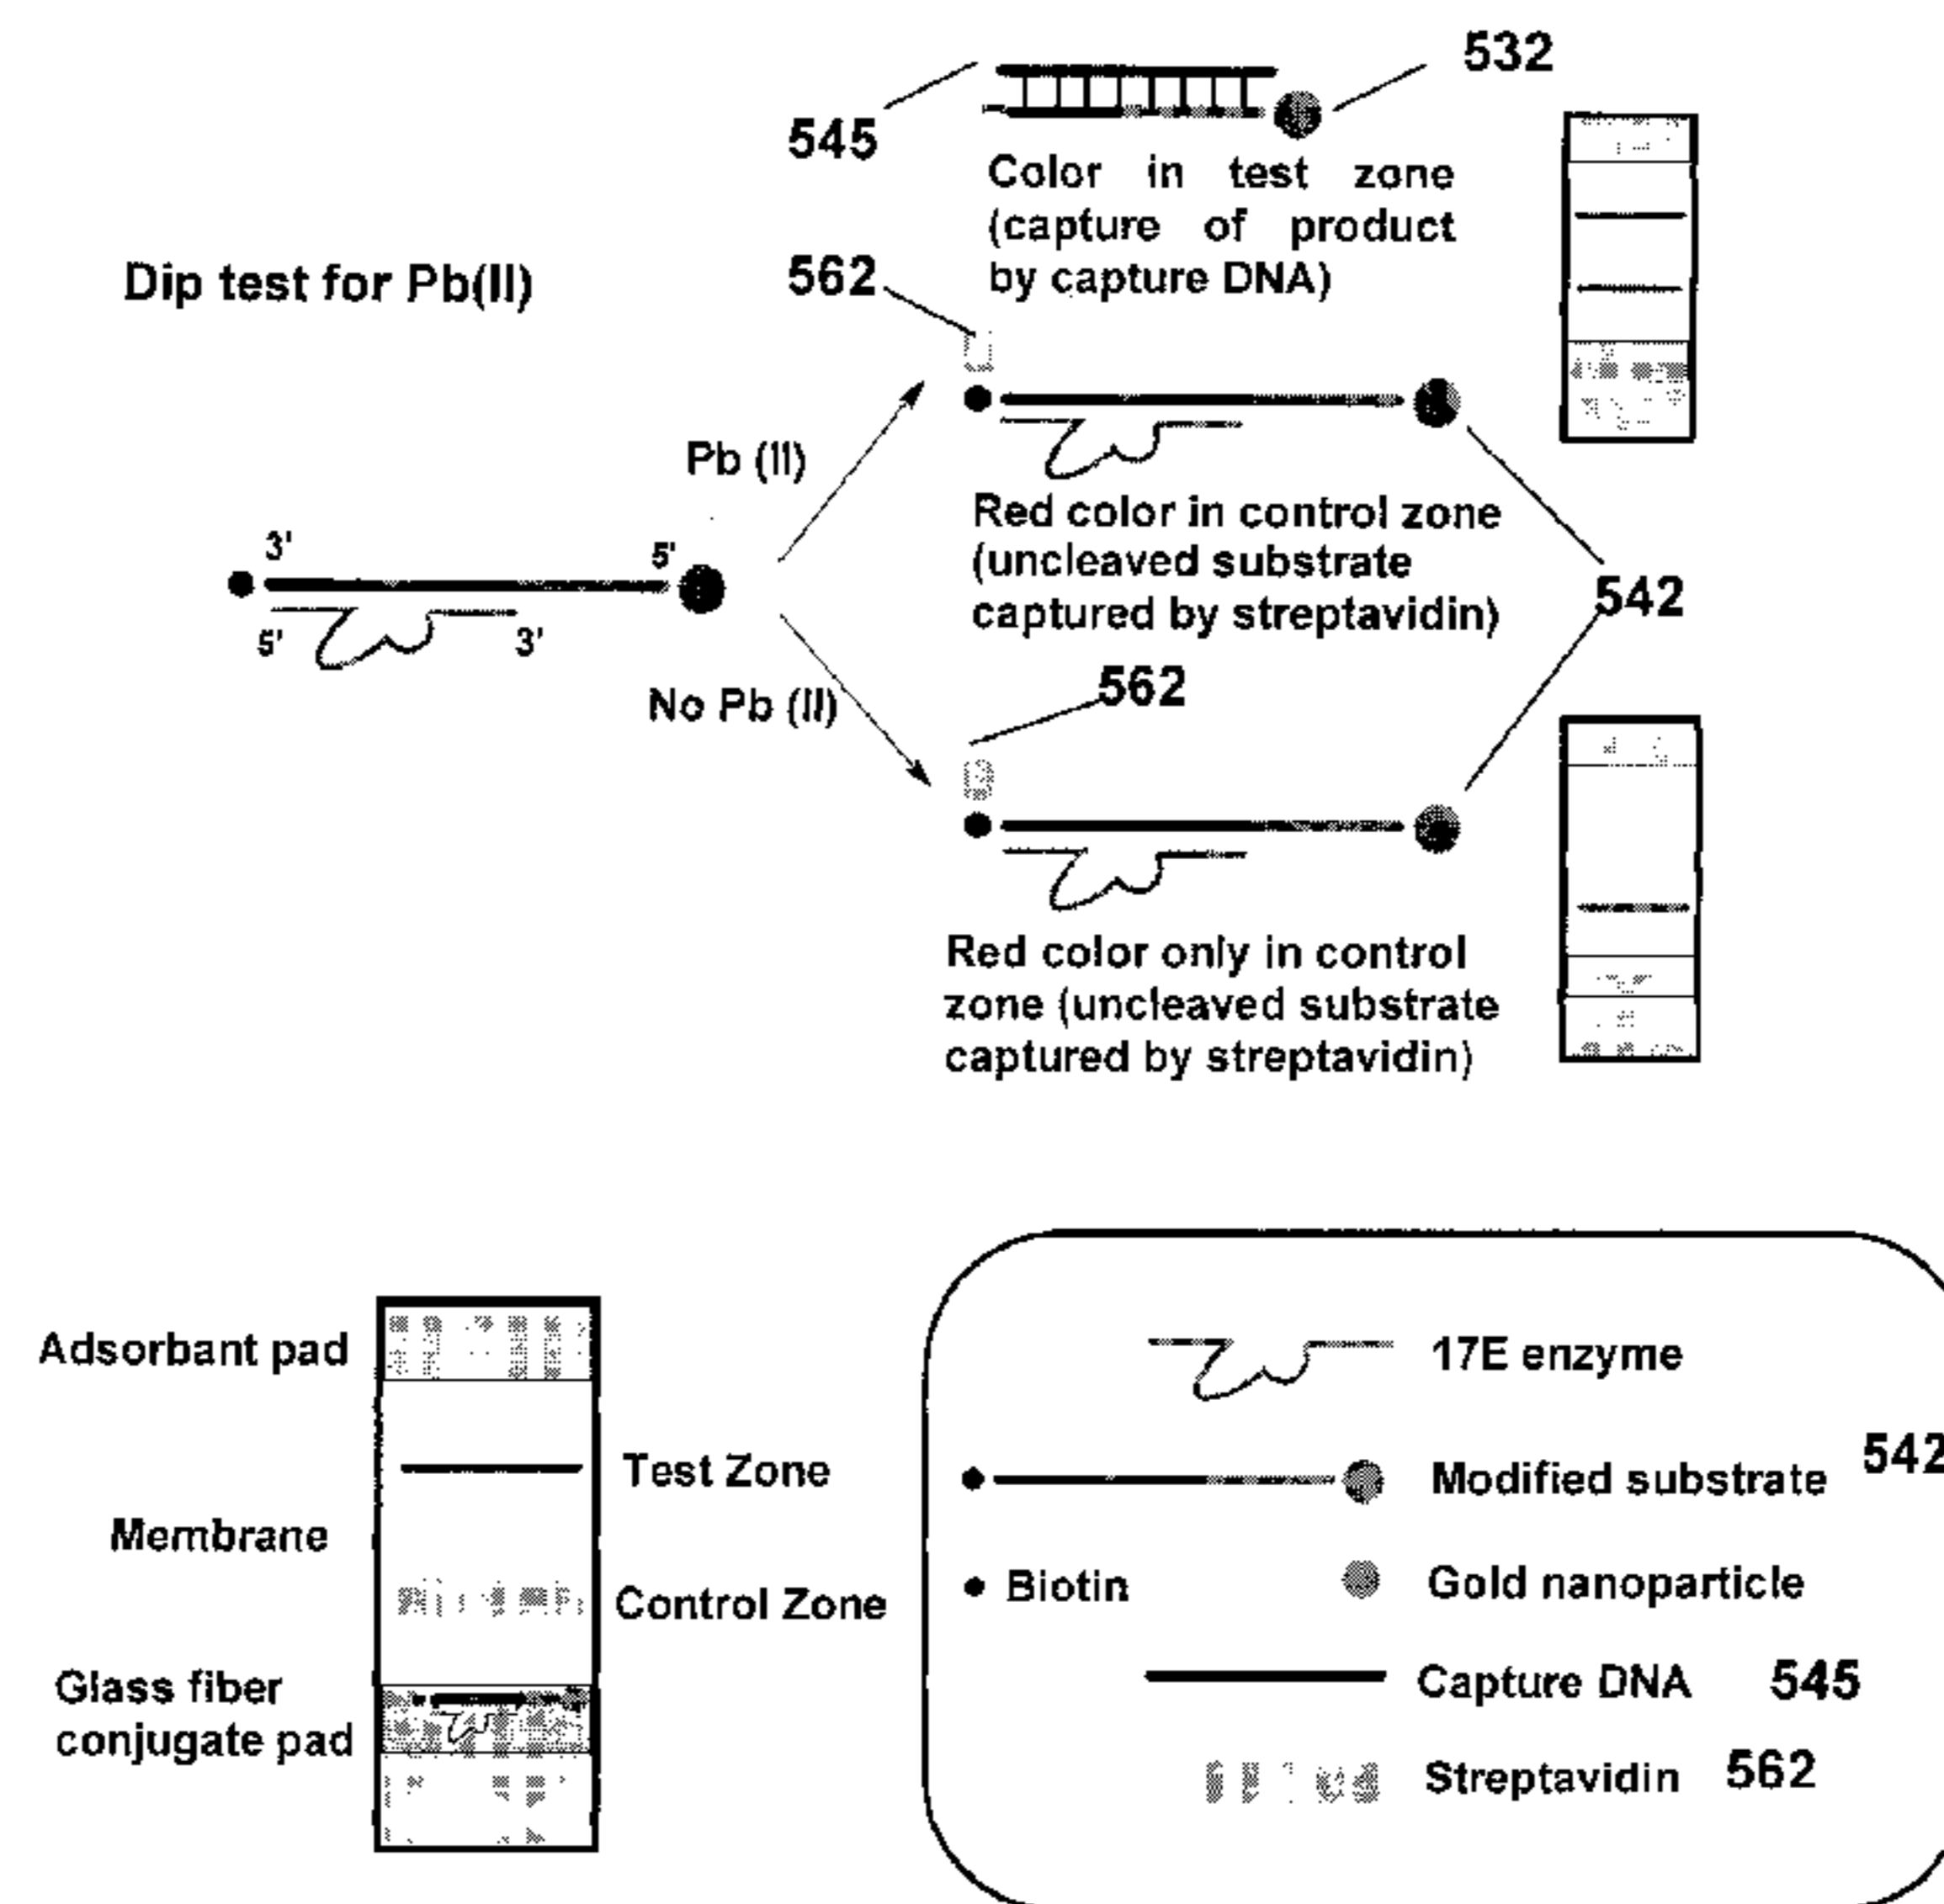 532
545
Color in test zone
(capture of product
by capture DNA)
562
Dip test for Pb(II)
Pb (II)
Red color in control zone
(uncleaved substrate
captured by streptavidin)
3'
5'
5'
3'
542
No Pb (II)
562
Red color only in control
zone (uncleaved substrate
captured by streptavidin)
Adsorbant pad
Test Zone
Membrane
Control Zone
Glass fiber
conjugate pad
17E enzyme
Modified substrate 542
Biotin
Gold nanoparticle
Capture DNA 545
Streptavidin 562